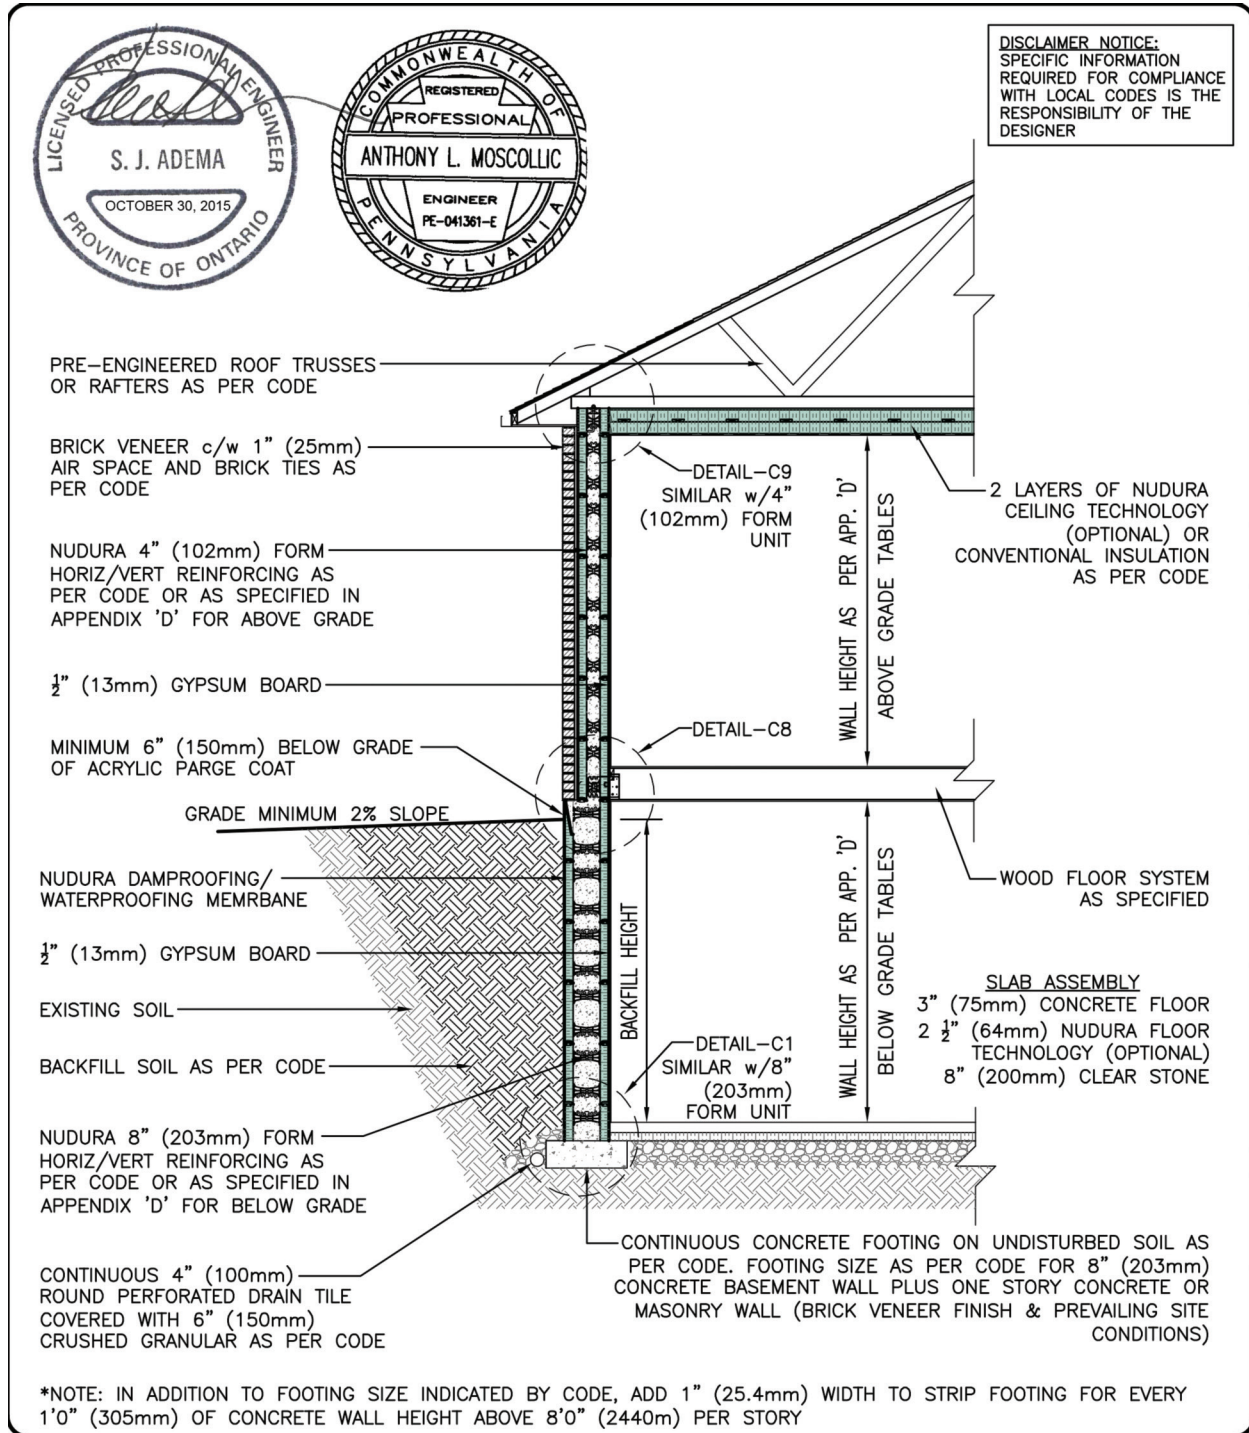 LICENSED PROFESSIONAL ENGINEER
S. J. ADEMA
OCTOBER 30, 2015
PROVINCE OF ONTARIO
COMMONWEALTH OF
REGISTERED
PROFESSIONAL
ANTHONY L. MOSCOLLIC
ENGINEER
PE-041361-E
PENNSYLVANIA
DISCLAIMER NOTICE:
SPECIFIC INFORMATION
REQUIRED FOR COMPLIANCE
WITH LOCAL CODES IS THE
RESPONSIBILITY OF THE
DESIGNER
PRE-ENGINEERED ROOF TRUSSES
OR RAFTERS AS PER CODE
BRICK VENEER c/w 1" (25mm)
AIR SPACE AND BRICK TIES AS
PER CODE
NUDURA 4" (102mm) FORM
HORIZ/VERT REINFORCING AS
PER CODE OR AS SPECIFIED IN
APPENDIX 'D' FOR ABOVE GRADE
½" (13mm) GYPSUM BOARD
MINIMUM 6" (150mm) BELOW GRADE
OF ACRYLIC PARGE COAT
GRADE MINIMUM 2% SLOPE
NUDURA DAMPROOFING/
WATERPROOFING MEMRBANE
½" (13mm) GYPSUM BOARD
EXISTING SOIL
BACKFILL SOIL AS PER CODE
NUDURA 8" (203mm) FORM
HORIZ/VERT REINFORCING AS
PER CODE OR AS SPECIFIED IN
APPENDIX 'D' FOR BELOW GRADE
CONTINUOUS 4" (100mm)
ROUND PERFORATED DRAIN TILE
COVERED WITH 6" (150mm)
CRUSHED GRANULAR AS PER CODE
DETAIL-C9
SIMILAR w/4"
(102mm) FORM
UNIT
WALL HEIGHT AS PER APP. 'D'
ABOVE GRADE TABLES
2 LAYERS OF NUDURA
CEILING TECHNOLOGY
(OPTIONAL) OR
CONVENTIONAL INSULATION
AS PER CODE
DETAIL-C8
BACKFILL HEIGHT
WALL HEIGHT AS PER APP. 'D'
BELOW GRADE TABLES
WOOD FLOOR SYSTEM
AS SPECIFIED
SLAB ASSEMBLY
3" (75mm) CONCRETE FLOOR
2 ½" (64mm) NUDURA FLOOR
TECHNOLOGY (OPTIONAL)
8" (200mm) CLEAR STONE
DETAIL-C1
SIMILAR w/8"
(203mm)
FORM UNIT
CONTINUOUS CONCRETE FOOTING ON UNDISTURBED SOIL AS
PER CODE. FOOTING SIZE AS PER CODE FOR 8" (203mm)
CONCRETE BASEMENT WALL PLUS ONE STORY CONCRETE OR
MASONRY WALL (BRICK VENEER FINISH & PREVAILING SITE
CONDITIONS)
*NOTE: IN ADDITION TO FOOTING SIZE INDICATED BY CODE, ADD 1" (25.4mm) WIDTH TO STRIP FOOTING FOR EVERY
1'0" (305mm) OF CONCRETE WALL HEIGHT ABOVE 8'0" (2440m) PER STORY